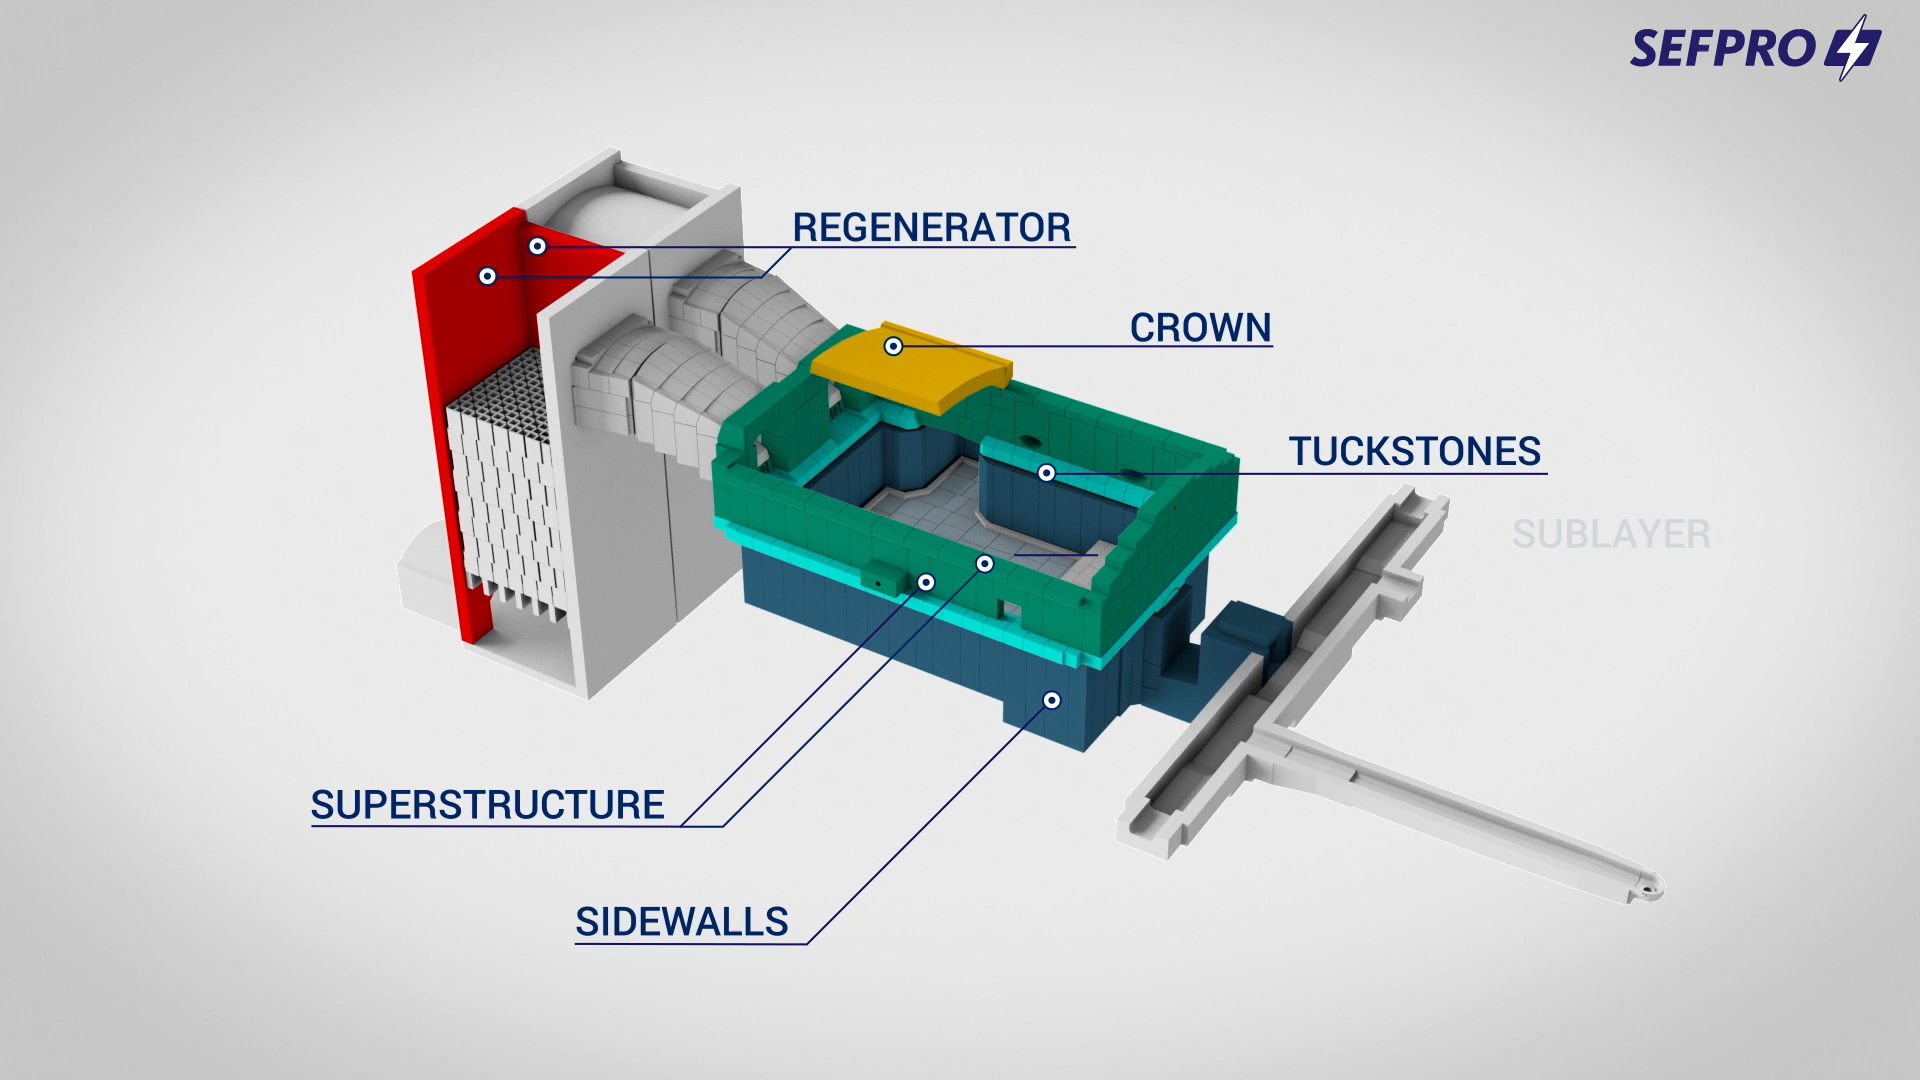 SEFPRO
REGENERATOR
CROWN
TUCKSTONES
SUBLAYER
SUPERSTRUCTURE
SIDEWALLS